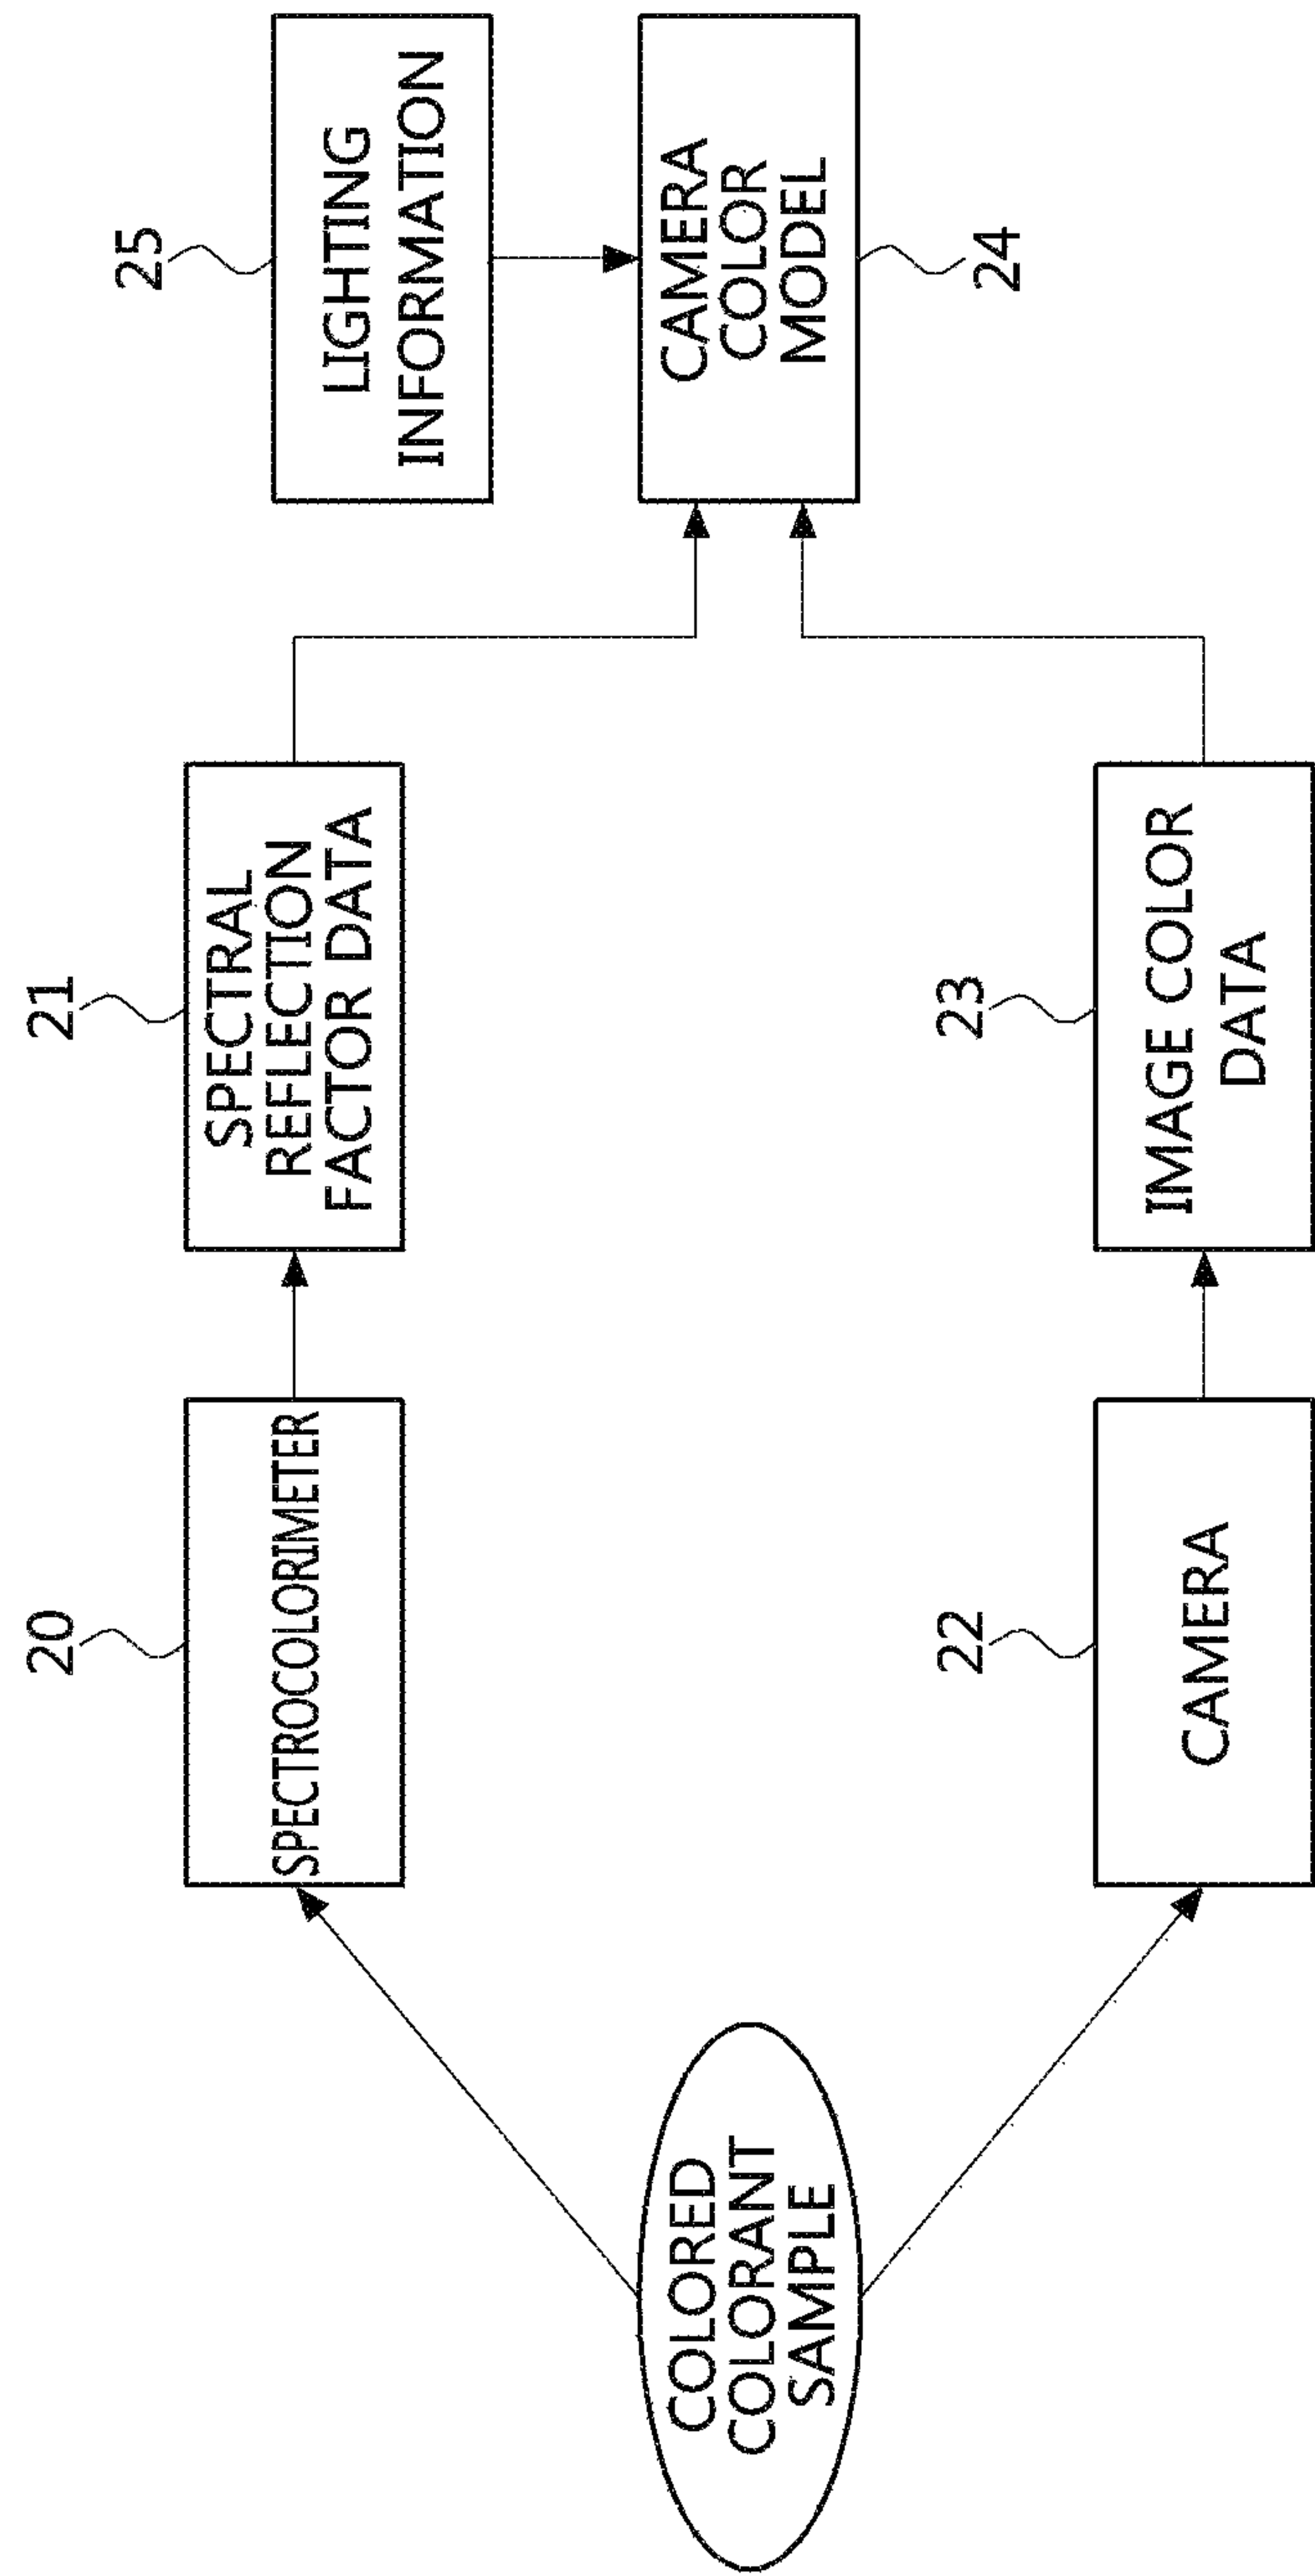 COLORED
COLORANT
SAMPLE
20
SPECTROCOLORIMETER
21
SPECTRAL
REFLECTION
FACTOR DATA
22
CAMERA
23
IMAGE COLOR
DATA
25
LIGHTING
INFORMATION
CAMERA
COLOR
MODEL
24